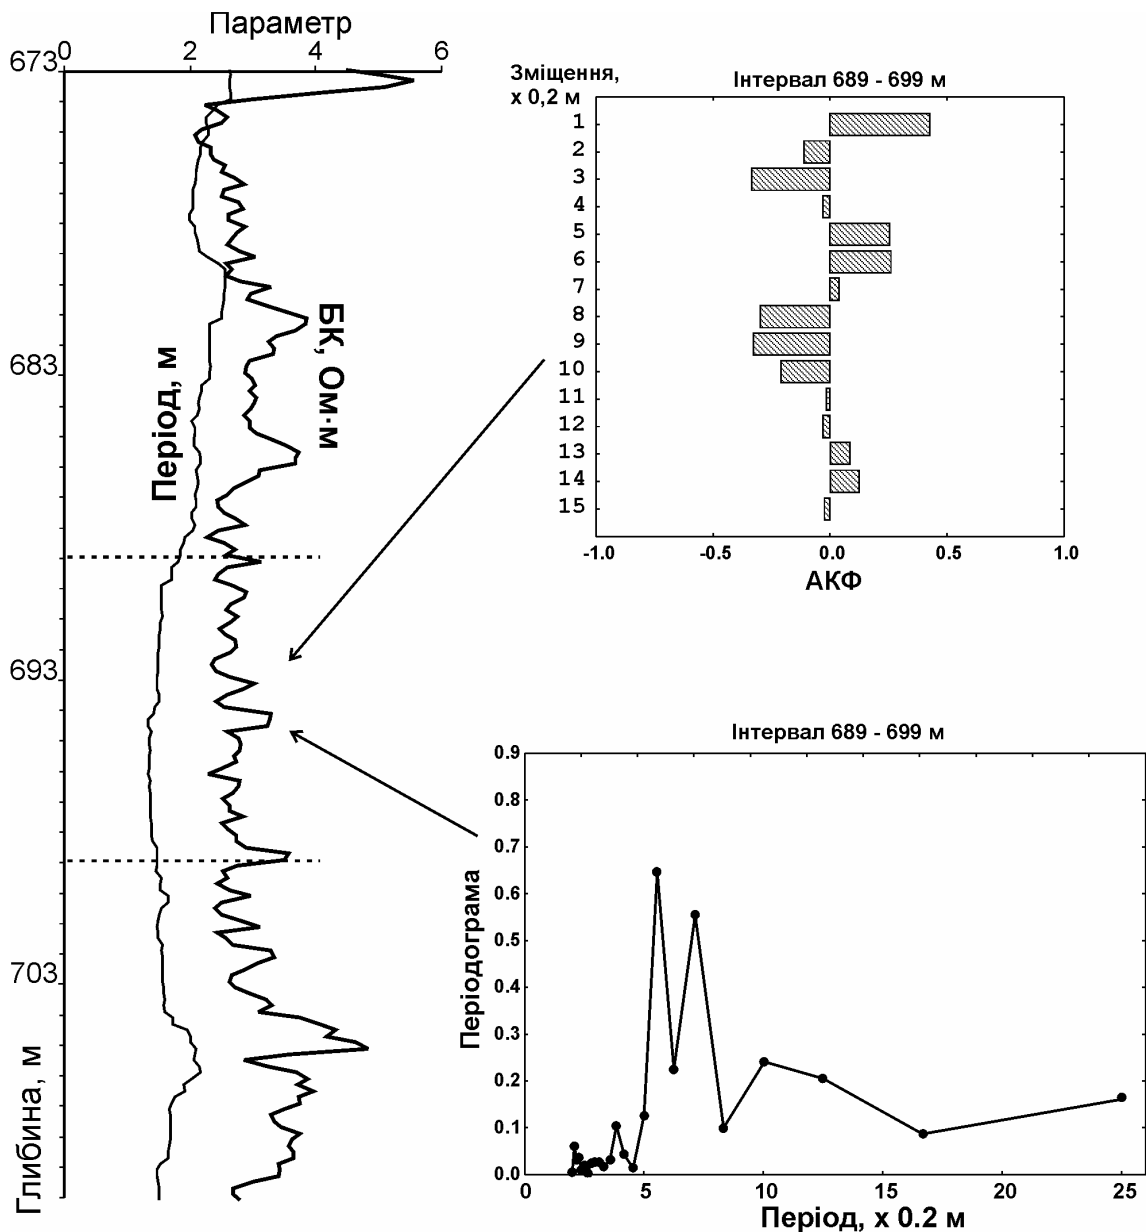 Параметр
0 2 4 6
673
683
693
703
Глибина, м
Період, м
БК, Ом·м
Зміщення,
х 0,2 м
Інтервал 689 - 699 м
1
2
3
4
5
6
7
8
9
10
11
12
13
14
15
-1.0 -0.5 0.0 0.5 1.0
АКФ
Інтервал 689 - 699 м
0.9
0.8
0.7
0.6
0.5
0.4
0.3
0.2
0.1
0.0
Періодограма
0 5 10 15 20 25
Період, х 0.2 м